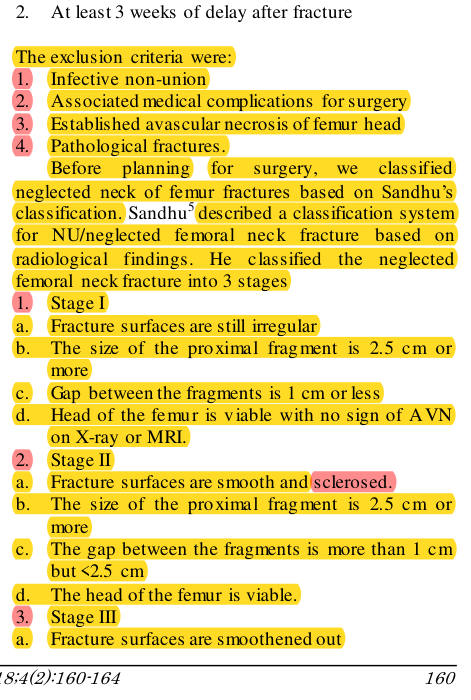 2. At least 3 weeks of delay after fracture
The exclusion criteria were:
1. Infective non-union
2. Associated medical complications for surgery
3. Established avascular necrosis of femur head
4. Pathological fractures.
Before planning for surgery, we classified
neglected neck of femur fractures based on Sandhu's
classification. Sandhu5 described a classification system
for NU/neglected femoral neck fracture based on
radiological findings. He classified the neglected
femoral neck fracture into 3 stages
1. Stage I
a. Fracture surfaces are still irregular
b. The size of the proximal fragment is 2.5 cm or
more
c. Gap between the fragments is 1 cm or less
d. Head of the femur is viable with no sign of AVN
on X-ray or MRI.
2. Stage II
a. Fracture surfaces are smooth and sclerosed.
b. The size of the proximal fragment is 2.5 cm or
more
c. The gap between the fragments is more than 1 cm
but <2.5 cm
d. The head of the femur is viable.
3. Stage III
a. Fracture surfaces are smoothened out
18;4(2):160-164 160